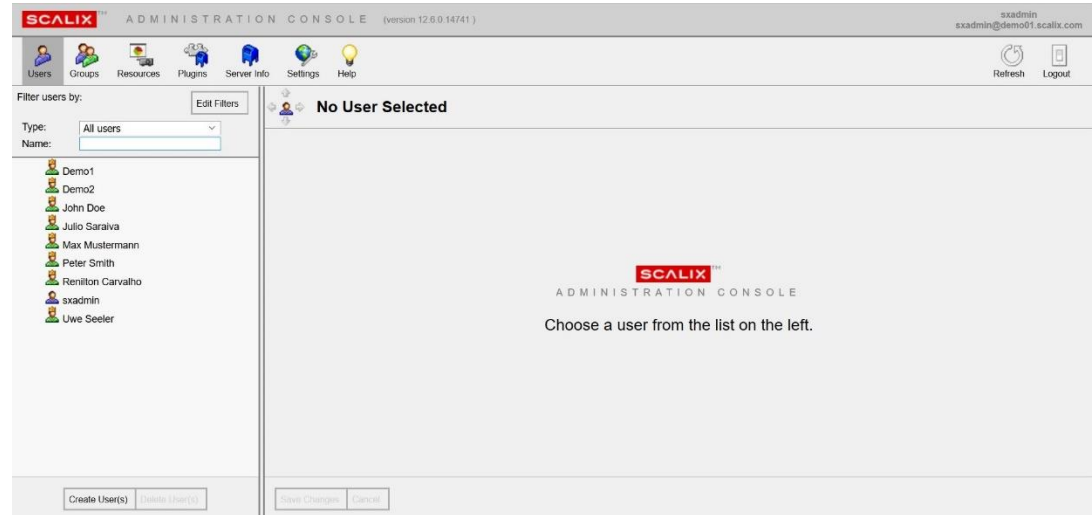 SCALIX™ ADMINISTRATION CONSOLE (version 12.6.0.14741 )
sxadmin
sxadmin@demo01.scalix.com
Users Groups Resources Plugins Server Info Settings Help Refresh Logout
Filter users by: Edit Filters
Type: All users
Name:
No User Selected
Demo1
Demo2
John Doe
Julio Saraiva
Max Mustermann
Peter Smith
Renilton Carvalho
sxadmin
Uwe Seeler
SCALIX™
ADMINISTRATION CONSOLE
Choose a user from the list on the left.
Create User(s) Delete User(s) Save Changes Cancel